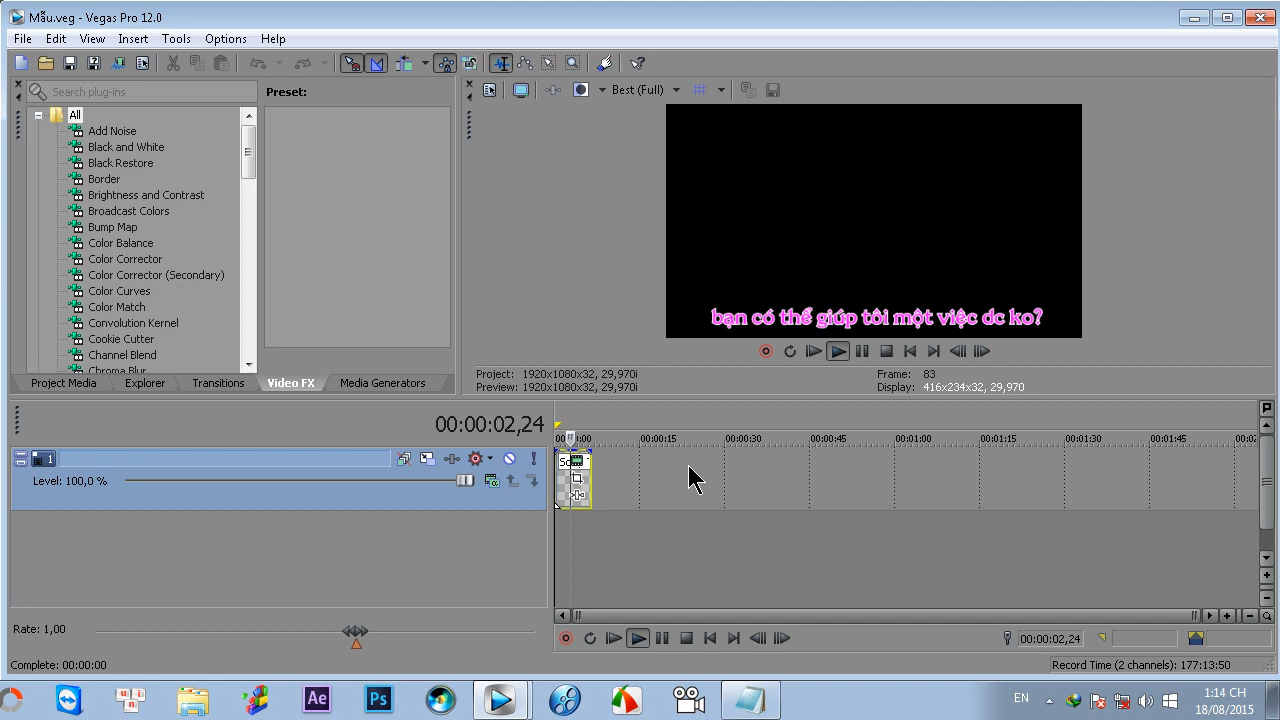 Mẫu.veg - Vegas Pro 12.0
File Edit View Insert Tools Options Help
Search plug-ins
Preset:
Best (Full)
All
Add Noise
Black and White
Black Restore
Border
Brightness and Contrast
Broadcast Colors
Bump Map
Color Balance
Color Corrector
Color Corrector (Secondary)
Color Curves
Color Match
Convolution Kernel
Cookie Cutter
Channel Blend
Chroma Blur
bạn có thể giúp tôi một việc dc ko?
Project Media Explorer Transitions Video FX Media Generators
Project: 1920x1080x32, 29,970i
Preview: 1920x1080x32, 29,970i
Frame: 83
Display: 416x234x32, 29,970
00:00:02,24
00:00:15 00:00:30 00:00:45 00:01:00 00:01:15 00:01:30 00:01:45
1
Level: 100,0 %
Rate: 1,00
00:00:02,24
Complete: 00:00:00
Record Time (2 channels): 177:13:50
Ae Ps
EN
1:14 CH
18/08/2015